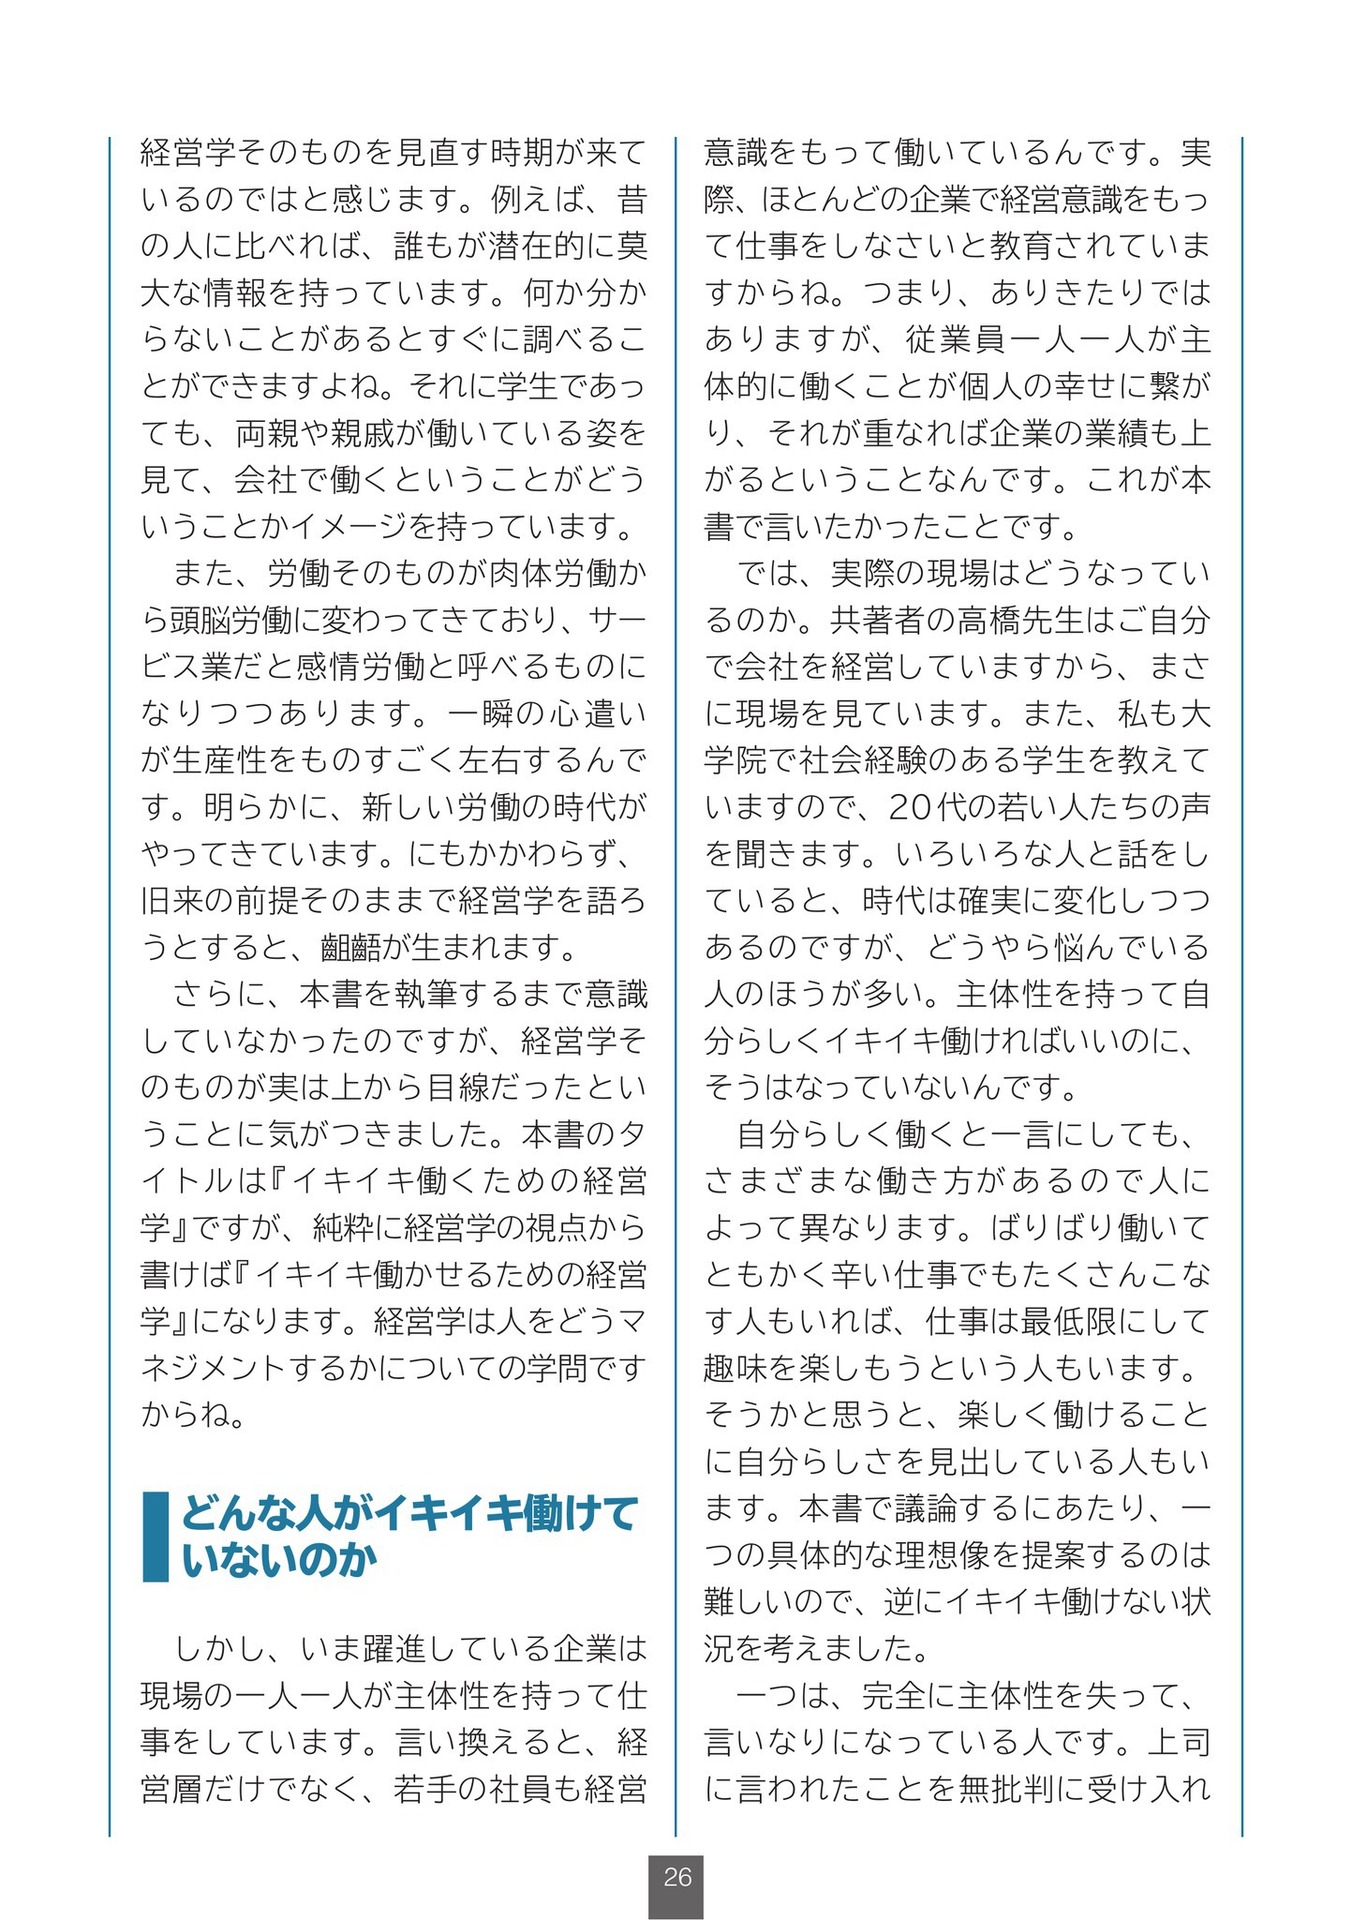 経営学そのものを見直す時期が来て
いるのではと感じます。例えば、昔
の人に比べれば、誰もが潜在的に莫
大な情報を持っています。何か分か
らないことがあるとすぐに調べるこ
とができますよね。それに学生であっ
ても、両親や親戚が働いている姿を
見て、会社で働くということがどう
いうことかイメージを持っています。
　また、労働そのものが肉体労働か
ら頭脳労働に変わってきており、サー
ビス業だと感情労働と呼べるものに
なりつつあります。一瞬の心遣い
が生産性をものすごく左右するんで
す。明らかに、新しい労働の時代が
やってきています。にもかかわらず、
旧来の前提そのままで経営学を語ろ
うとすると、齟齬が生まれます。
　さらに、本書を執筆するまで意識
していなかったのですが、経営学そ
のものが実は上から目線だったとい
うことに気がつきました。本書のタ
イトルは『イキイキ働くための経営
学』ですが、純粋に経営学の視点から
書けば『イキイキ働かせるための経営
学』になります。経営学は人をどうマ
ネジメントするかについての学問です
からね。
どんな人がイキイキ働けて
いないのか
　しかし、いま躍進している企業は
現場の一人一人が主体性を持って仕
事をしています。言い換えると、経
営層だけでなく、若手の社員も経営
意識をもって働いているんです。実
際、ほとんどの企業で経営意識をもっ
て仕事をしなさいと教育されていま
すからね。つまり、ありきたりでは
ありますが、従業員一人一人が主
体的に働くことが個人の幸せに繋が
り、それが重なれば企業の業績も上
がるということなんです。これが本
書で言いたかったことです。
　では、実際の現場はどうなってい
るのか。共著者の高橋先生はご自分
で会社を経営していますから、まさ
に現場を見ています。また、私も大
学院で社会経験のある学生を教えて
いますので、20代の若い人たちの声
を聞きます。いろいろな人と話をし
ていると、時代は確実に変化しつつ
あるのですが、どうやら悩んでいる
人のほうが多い。主体性を持って自
分らしくイキイキ働ければいいのに、
そうはなっていないんです。
　自分らしく働くと一言にしても、
さまざまな働き方があるので人に
よって異なります。ばりばり働いて
ともかく辛い仕事でもたくさんこな
す人もいれば、仕事は最低限にして
趣味を楽しもうという人もいます。
そうかと思うと、楽しく働けること
に自分らしさを見出している人もい
ます。本書で議論するにあたり、一
つの具体的な理想像を提案するのは
難しいので、逆にイキイキ働けない状
況を考えました。
　一つは、完全に主体性を失って、
言いなりになっている人です。上司
に言われたことを無批判に受け入れ
26